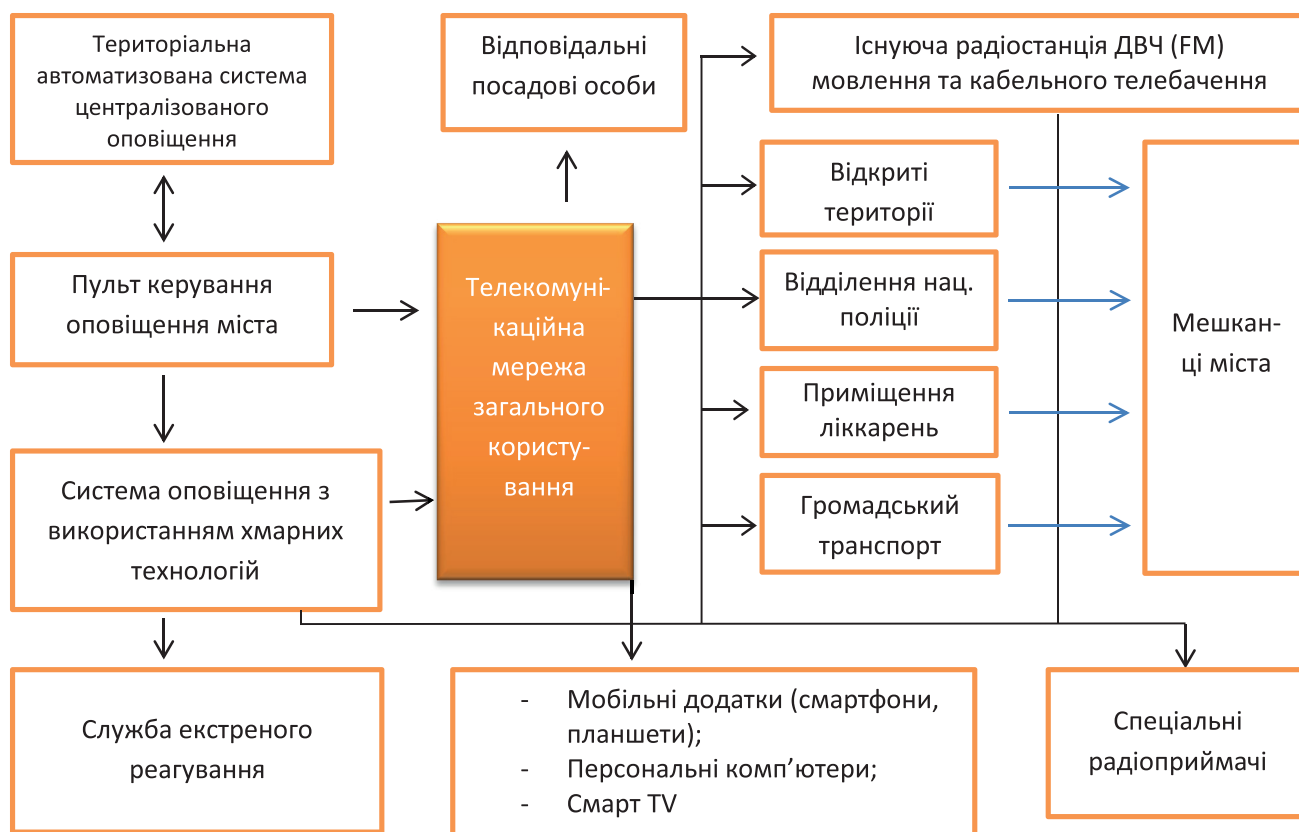 Територіальна
автоматизована система
централізованого
оповіщення
Відповідальні
посадові особи
Існуюча радіостанція ДВЧ (FM)
мовлення та кабельного телебачення
Пульт керування
оповіщення міста
Телекомуні-
каційна
мережа
загального
користу-
вання
Відкриті
території
Відділення нац.
поліції
Приміщення
ліккарень
Громадський
транспорт
Мешкан-
ці міста
Система оповіщення з
використанням хмарних
технологій
Служба екстреного
реагування
- Мобільні додатки (смартфони,
планшети);
- Персональні комп’ютери;
- Смарт TV
Спеціальні
радіоприймачі